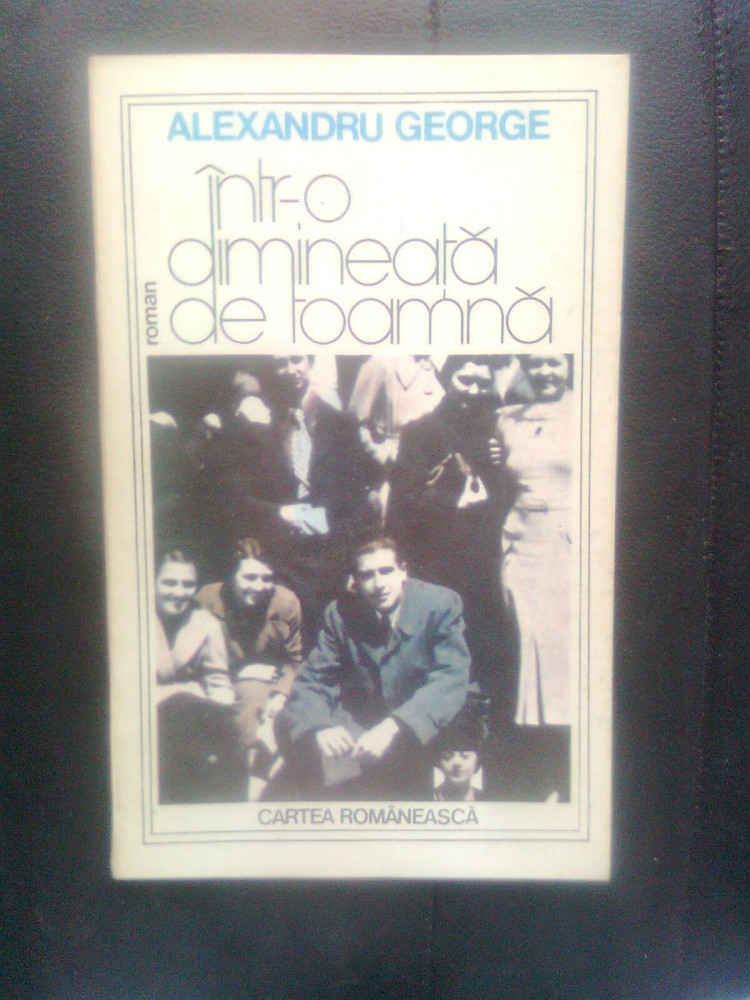 ALEXANDRU GEORGE
într-o
dimineață
de toamnă
roman
CARTEA ROMÂNEASCĂ